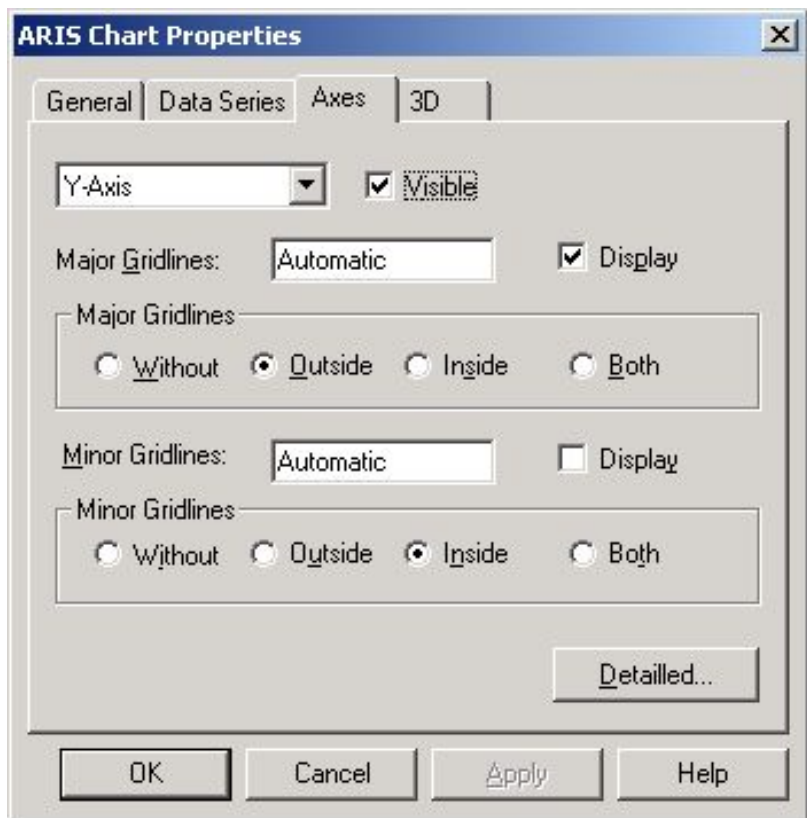 ARIS Chart Properties
General Data Series Axes 3D
Y-Axis Visible
Major Gridlines: Automatic Display
Major Gridlines
Without Outside Inside Both
Minor Gridlines: Automatic Display
Minor Gridlines
Without Outside Inside Both
Detailled...
OK Cancel Apply Help